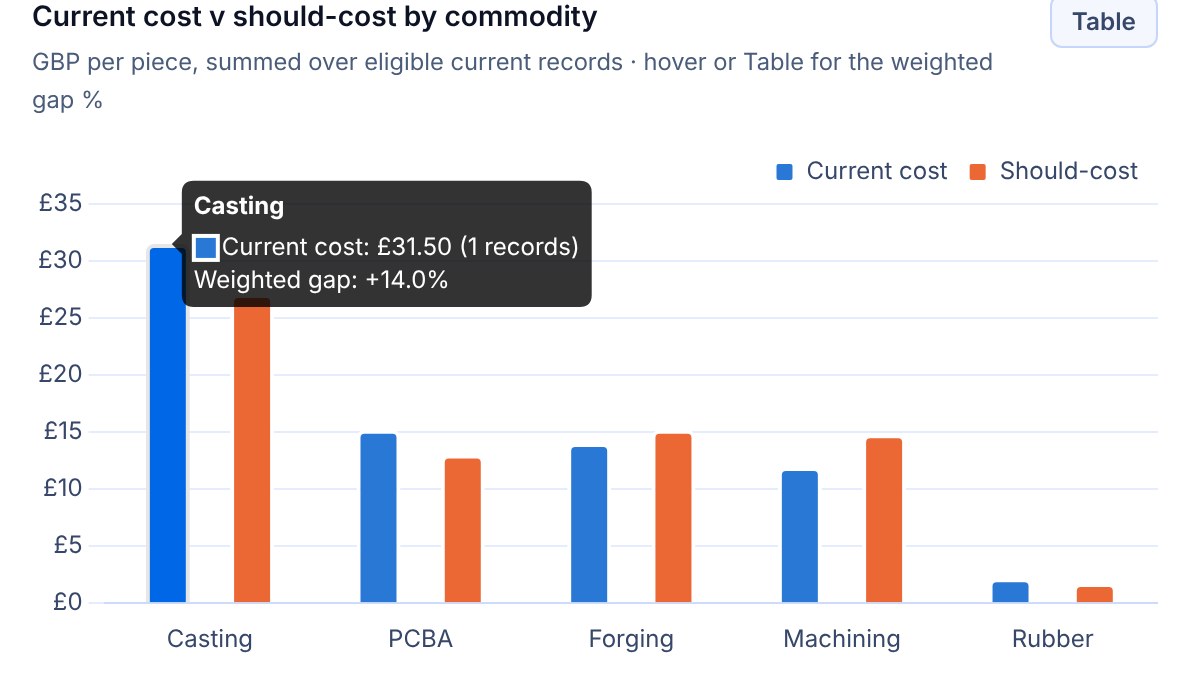 Current cost v should-cost by commodity
Table
GBP per piece, summed over eligible current records · hover or Table for the weighted
gap %
Current cost
Should-cost
£35
Casting
Current cost: £31.50 (1 records)
Weighted gap: +14.0%
£30
£25
£20
£15
£10
£5
£0
Casting
PCBA
Forging
Machining
Rubber